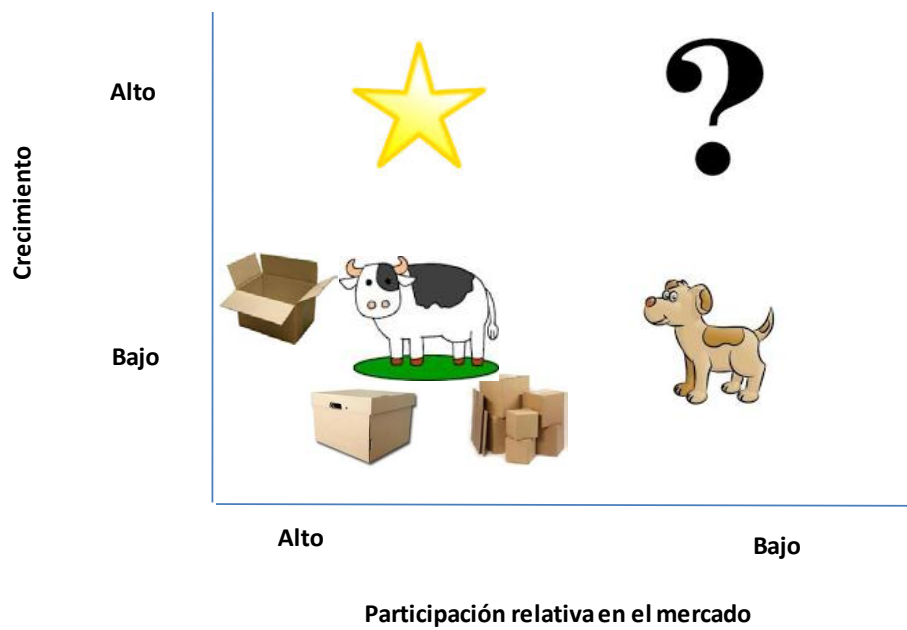 Alto
Crecimiento
Bajo
Alto
Bajo
Participación relativa en el mercado